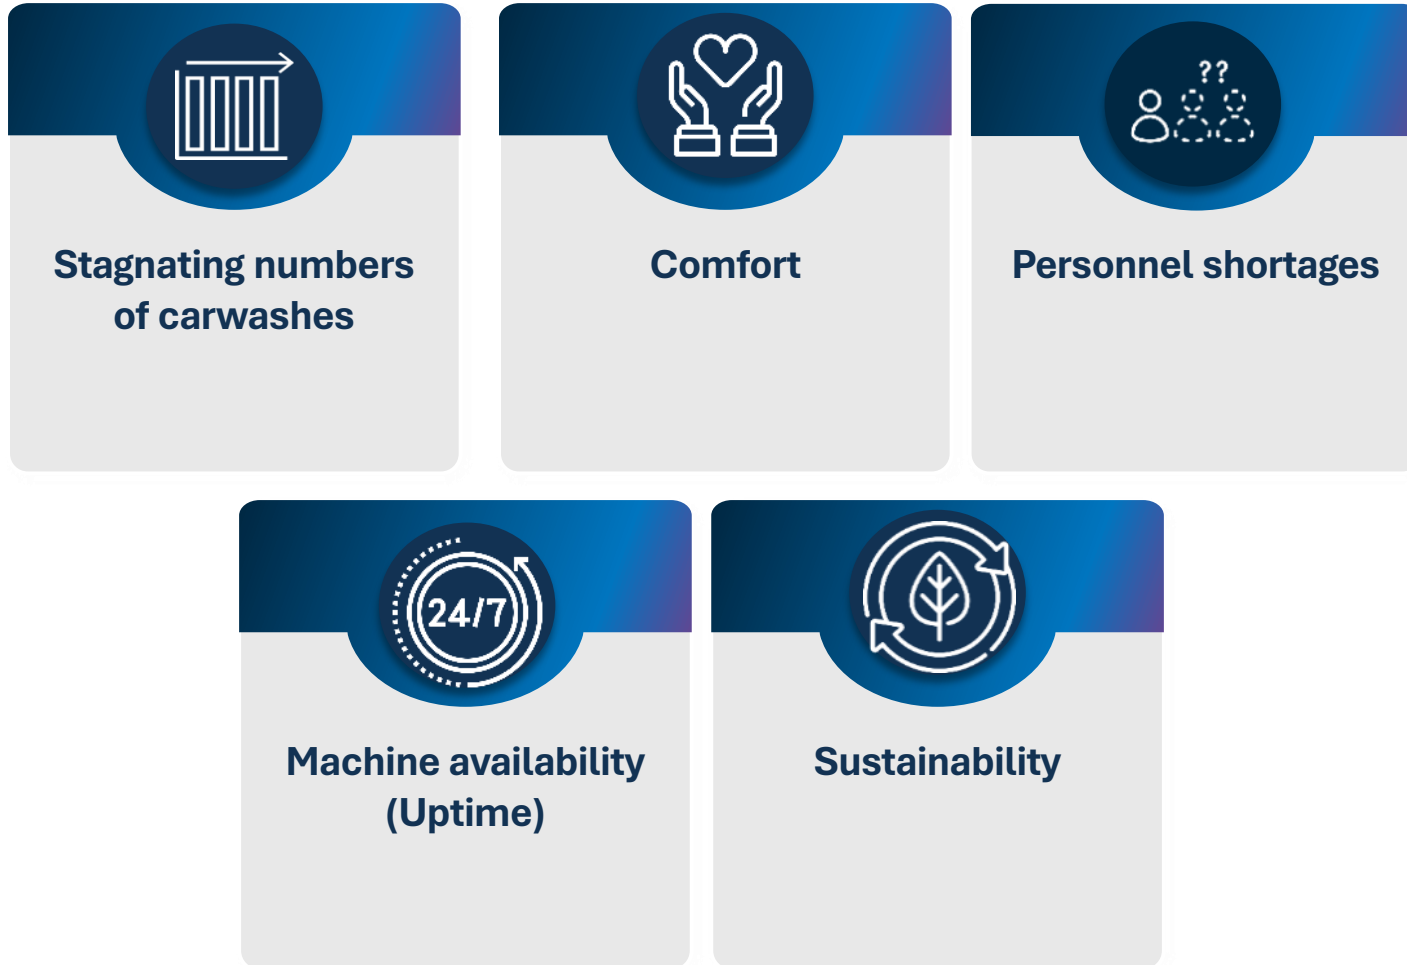 ??
Stagnating numbers
of carwashes
Comfort
Personnel shortages
24/7
Machine availability
(Uptime)
Sustainability